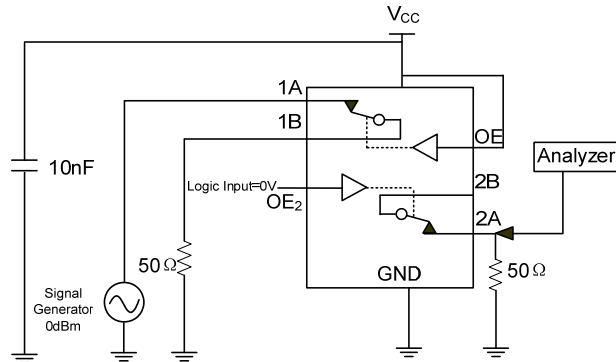 VCC
1A
1B
OE
10nF
Analyzer
2B
Logic Input=0V
OE2
2A
50Ω
50Ω
GND
Signal
Generator
0dBm